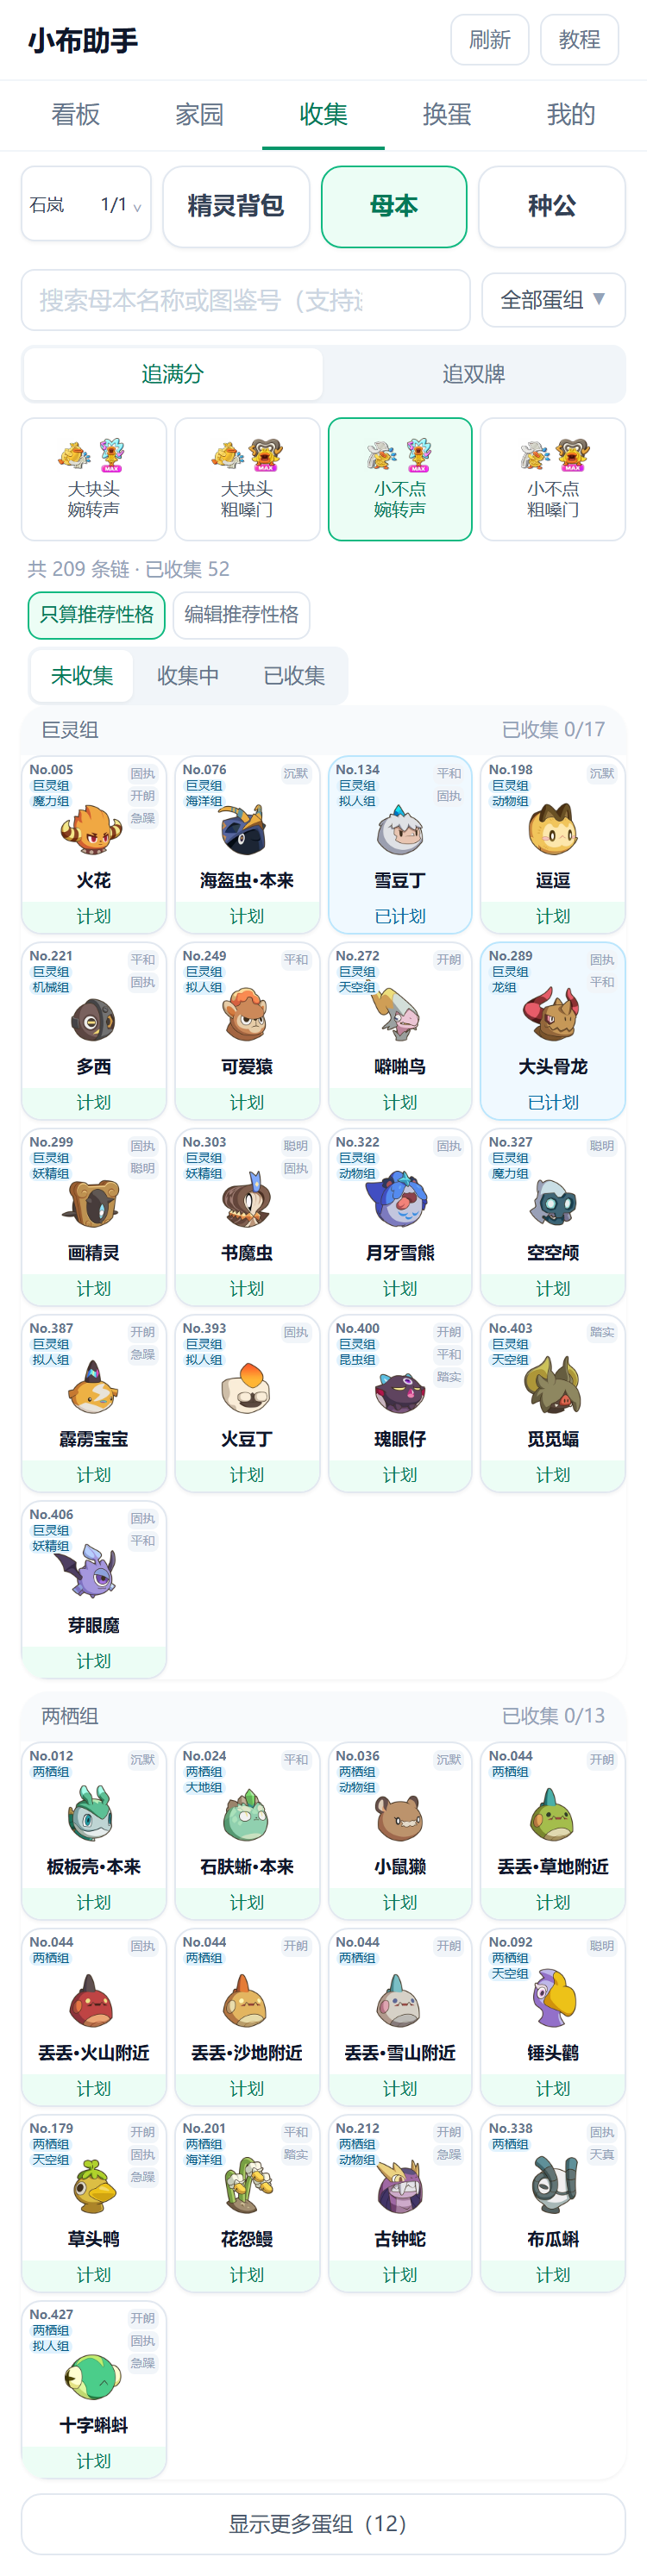 小布助手
刷新
教程
看板
家园
收集
换蛋
我的
石岚 1/1
精灵背包
母本
种公
搜索母本名称或图鉴号（支持
全部蛋组 ▼
追满分
追双牌
MAX
大块头
婉转声
MAX
大块头
粗嗓门
MAX
小不点
婉转声
MAX
小不点
粗嗓门
共 209 条链 · 已收集 52
只算推荐性格
编辑推荐性格
未收集
收集中
已收集
巨灵组
已收集 0/17
No.005
巨灵组
魔力组
固执
开朗
急躁
火花
计划
No.076
巨灵组
海洋组
沉默
海盔虫·本来
计划
No.134
巨灵组
拟人组
平和
固执
雪豆丁
已计划
No.198
巨灵组
动物组
沉默
逗逗
计划
No.221
巨灵组
机械组
平和
固执
多西
计划
No.249
巨灵组
拟人组
平和
可爱猿
计划
No.272
巨灵组
天空组
开朗
噼啪鸟
计划
No.289
巨灵组
龙组
固执
平和
大头骨龙
已计划
No.299
巨灵组
妖精组
固执
聪明
画精灵
计划
No.303
巨灵组
妖精组
聪明
固执
书魔虫
计划
No.322
巨灵组
动物组
固执
月牙雪熊
计划
No.327
巨灵组
魔力组
聪明
空空颅
计划
No.387
巨灵组
拟人组
开朗
急躁
霹雳宝宝
计划
No.393
巨灵组
拟人组
固执
火豆丁
计划
No.400
巨灵组
昆虫组
开朗
平和
踏实
瑰眼仔
计划
No.403
巨灵组
天空组
踏实
觅觅蝠
计划
No.406
巨灵组
妖精组
固执
平和
芽眼魔
计划
两栖组
已收集 0/13
No.012
两栖组
沉默
板板壳·本来
计划
No.024
两栖组
大地组
平和
石肤蜥·本来
计划
No.036
两栖组
动物组
沉默
小鼠獭
计划
No.044
两栖组
开朗
丢丢·草地附近
计划
No.044
两栖组
固执
丢丢·火山附近
计划
No.044
两栖组
开朗
丢丢·沙地附近
计划
No.044
两栖组
开朗
丢丢·雪山附近
计划
No.092
两栖组
天空组
聪明
锤头鹳
计划
No.179
两栖组
天空组
开朗
固执
急躁
草头鸭
计划
No.201
两栖组
海洋组
平和
踏实
花怨鳗
计划
No.212
两栖组
动物组
开朗
急躁
古钟蛇
计划
No.338
两栖组
固执
天真
布瓜蝌
计划
No.427
两栖组
拟人组
开朗
固执
急躁
十字蝌蚪
计划
显示更多蛋组（12）